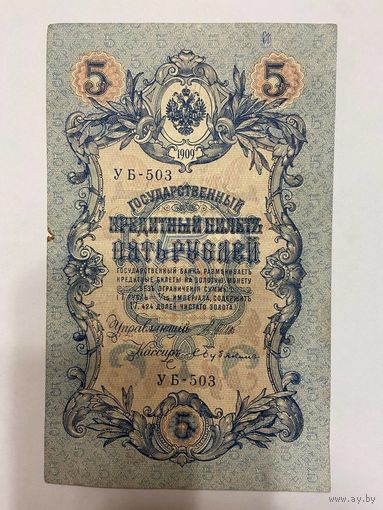 5 5
1909
УБ-503
ГОСУДАРСТВЕННЫЙ
КРЕДИТНЫЙ БИЛЕТЪ
ПЯТЬ РУБЛЕЙ
ГОСУДАРСТВЕННЫЙ БАНКЪ РАЗМѢНИВАЕТЪ
КРЕДИТНЫЕ БИЛЕТЫ НА ЗОЛОТУЮ МОНЕТУ
БЕЗЪ ОГРАНИЧЕНІЯ СУММЫ
(1 РУБЛЬ = 1/15 ИМПЕРІАЛА, СОДЕРЖИТЪ
17,424 ДОЛЕЙ ЧИСТАГО ЗОЛОТА)
Управляющій
Кассиръ
УБ-503
5
www.ay.by